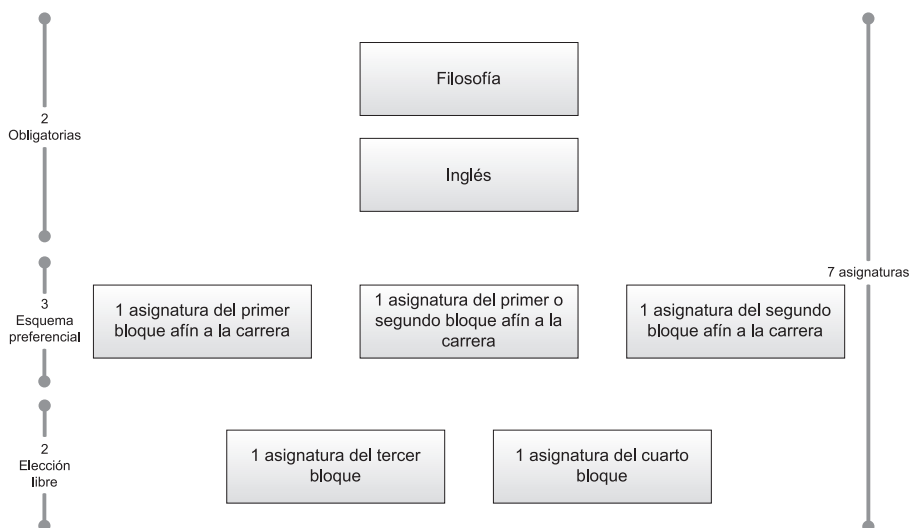 Filosofía
2
Obligatorias
Inglés
7 asignaturas
3
Esquema
preferencial
1 asignatura del primer
bloque afín a la carrera
1 asignatura del primer o
segundo bloque afín a la
carrera
1 asignatura del segundo
bloque afín a la carrera
2
Elección
libre
1 asignatura del tercer
bloque
1 asignatura del cuarto
bloque